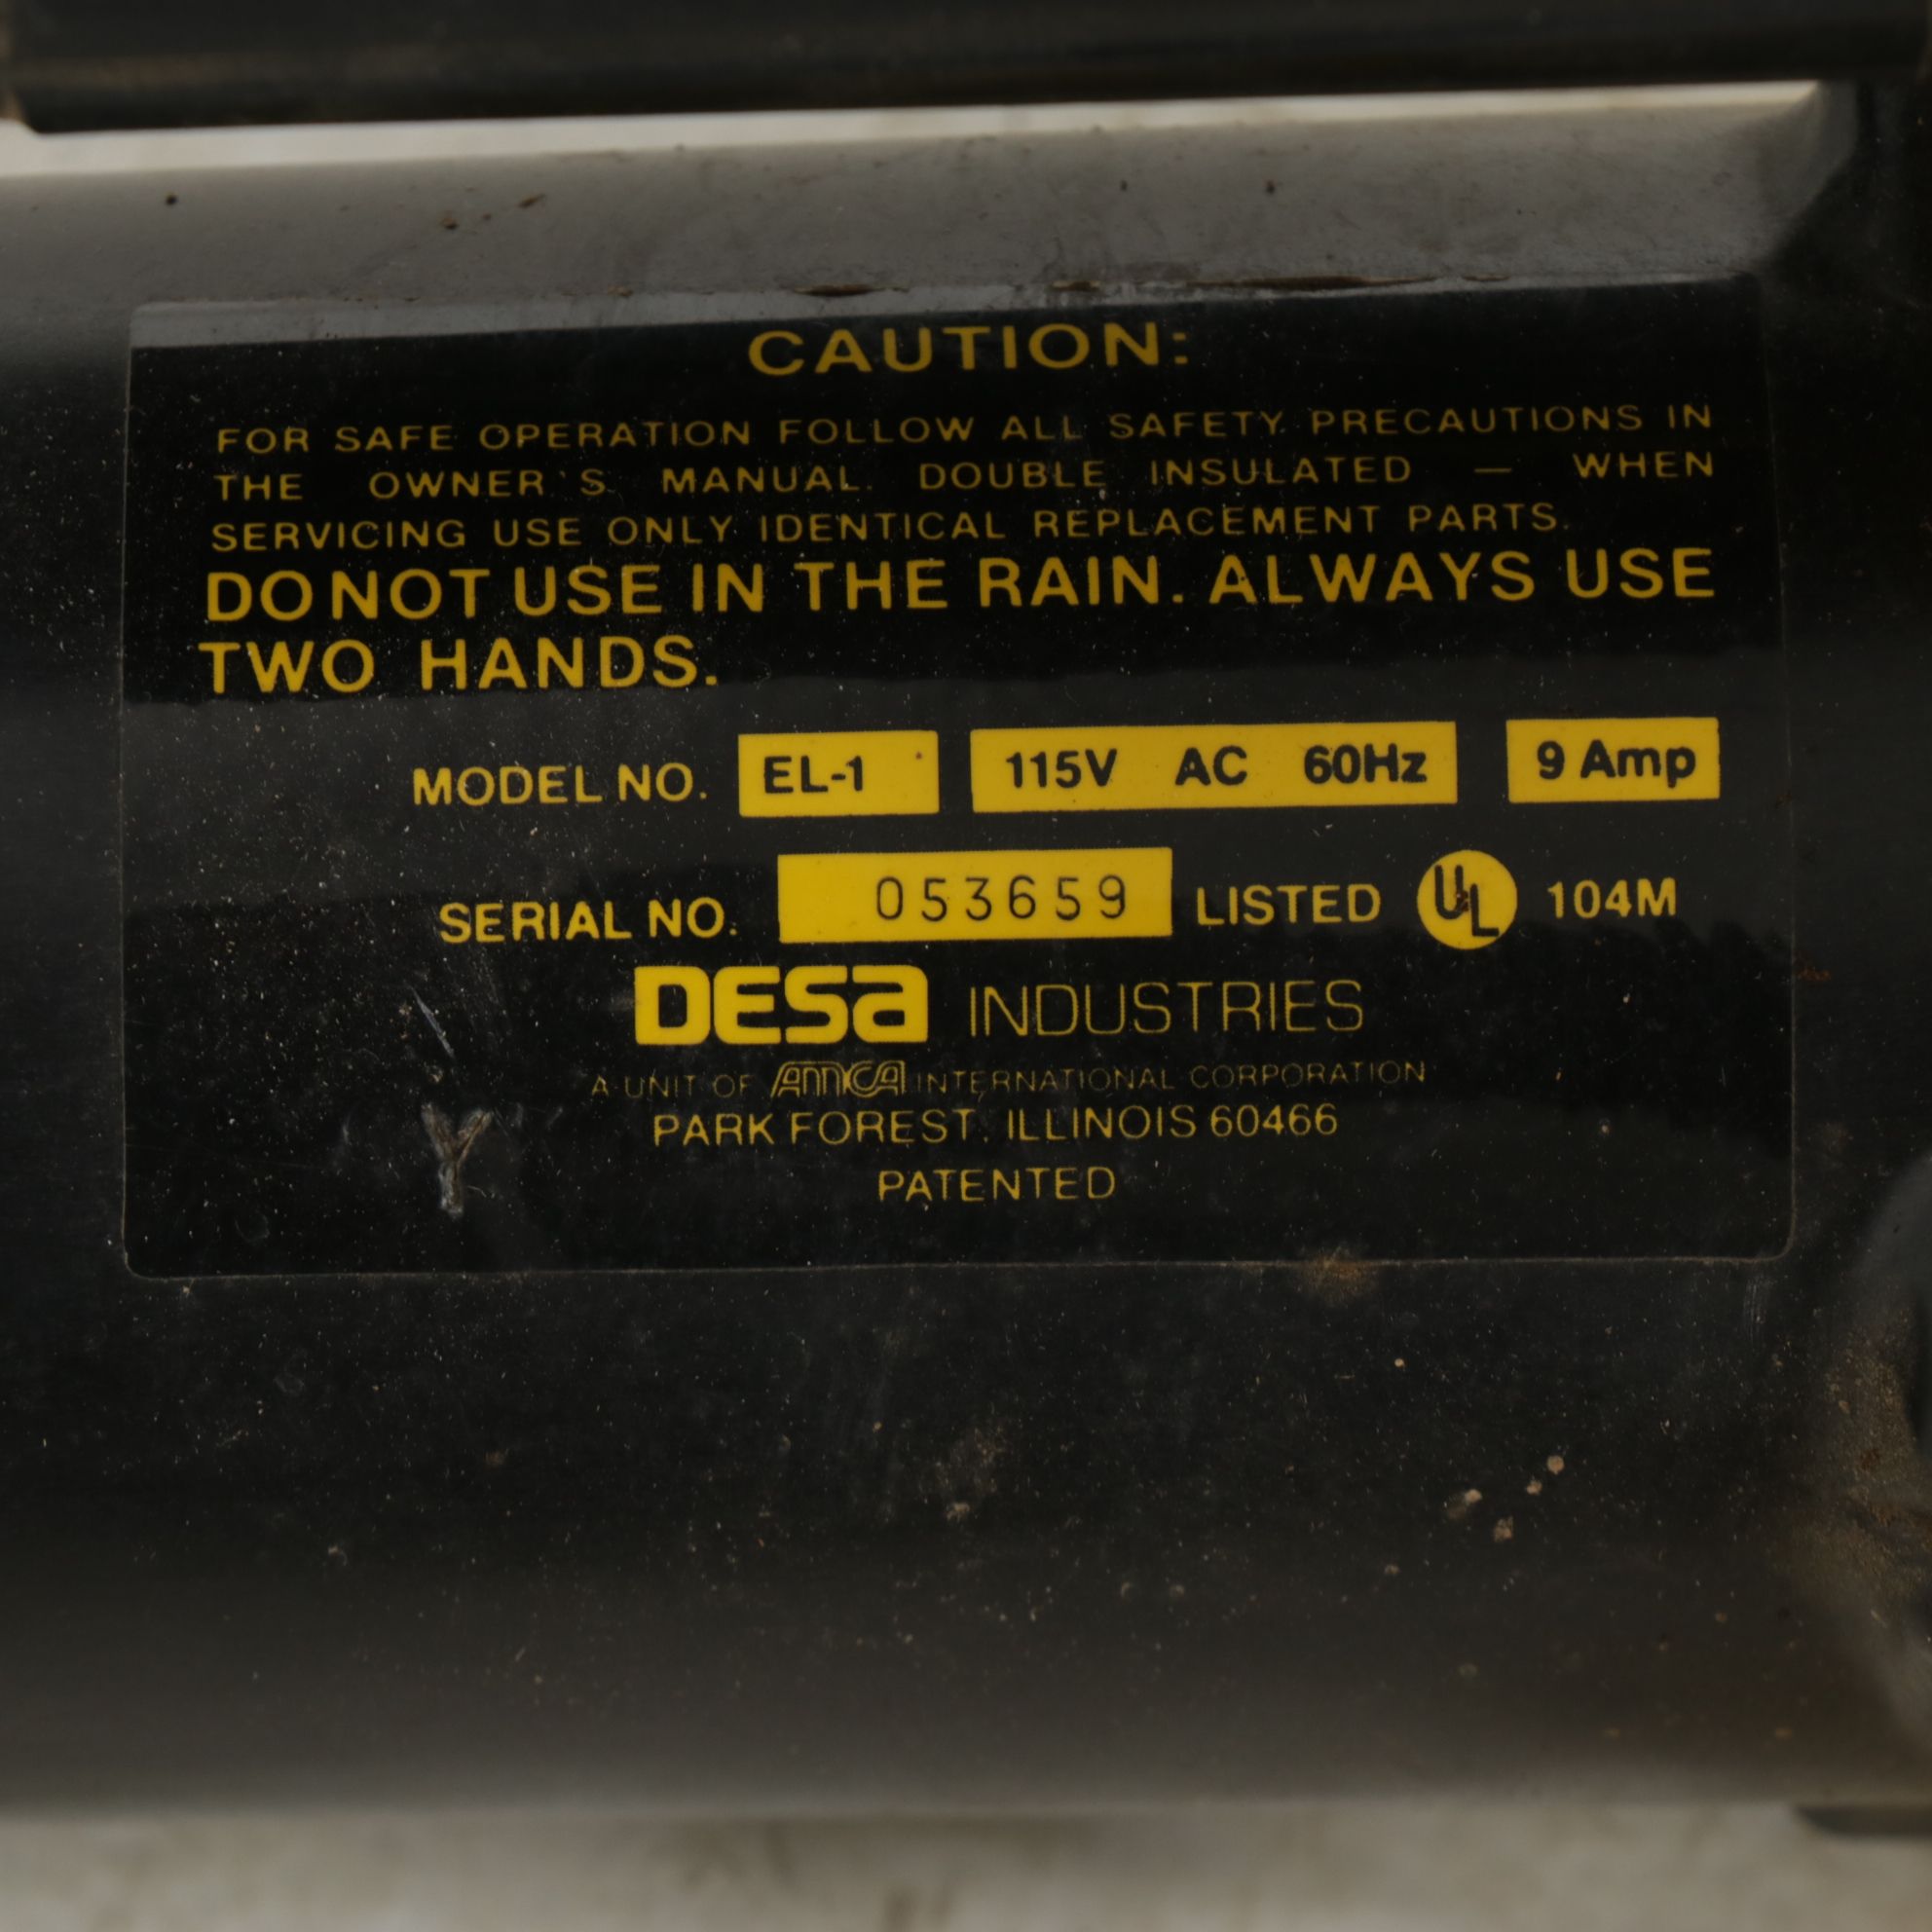 CAUTION:
FOR SAFE OPERATION FOLLOW ALL SAFETY PRECAUTIONS IN
THE OWNER'S MANUAL. DOUBLE INSULATED — WHEN
SERVICING USE ONLY IDENTICAL REPLACEMENT PARTS.
DO NOT USE IN THE RAIN. ALWAYS USE
TWO HANDS.
MODEL NO. EL-1 115V AC 60Hz 9 Amp
SERIAL NO. 053659 LISTED UL 104M
DESa INDUSTRIES
A UNIT OF AMCA INTERNATIONAL CORPORATION
PARK FOREST, ILLINOIS 60466
PATENTED